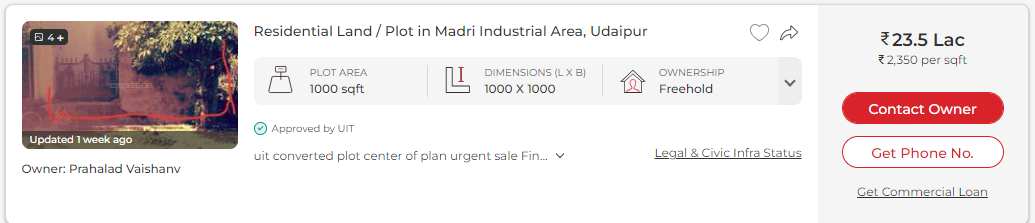 4+
Updated 1 week ago
Owner: Prahalad Vaishanv
Residential Land / Plot in Madri Industrial Area, Udaipur
PLOT AREA
1000 sqft
DIMENSIONS (L X B)
1000 X 1000
OWNERSHIP
Freehold
Approved by UIT
uit converted plot center of plan urgent sale Fin...
Legal & Civic Infra Status
₹23.5 Lac
₹2,350 per sqft
Contact Owner
Get Phone No.
Get Commercial Loan